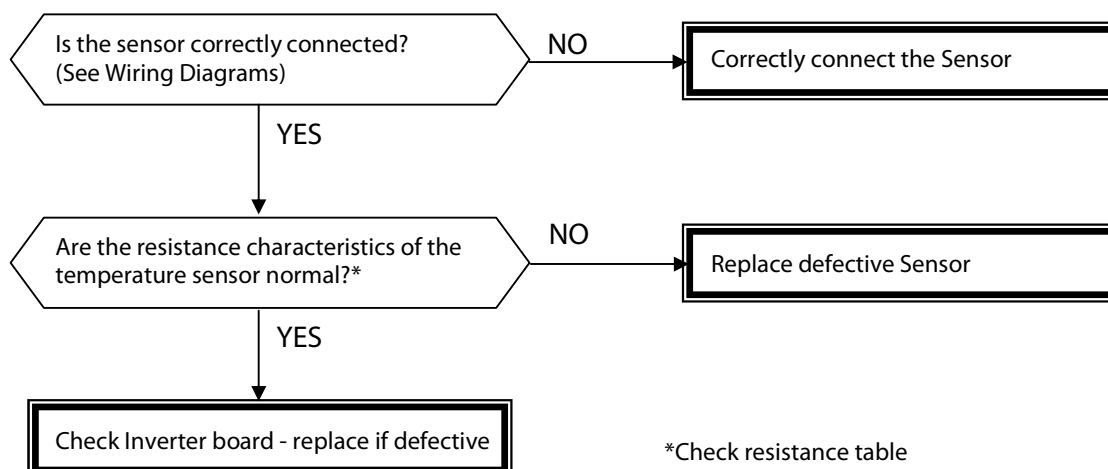 Is the sensor correctly connected?
(See Wiring Diagrams)
NO
Correctly connect the Sensor
YES
Are the resistance characteristics of the
temperature sensor normal?*
NO
Replace defective Sensor
YES
Check Inverter board - replace if defective
*Check resistance table